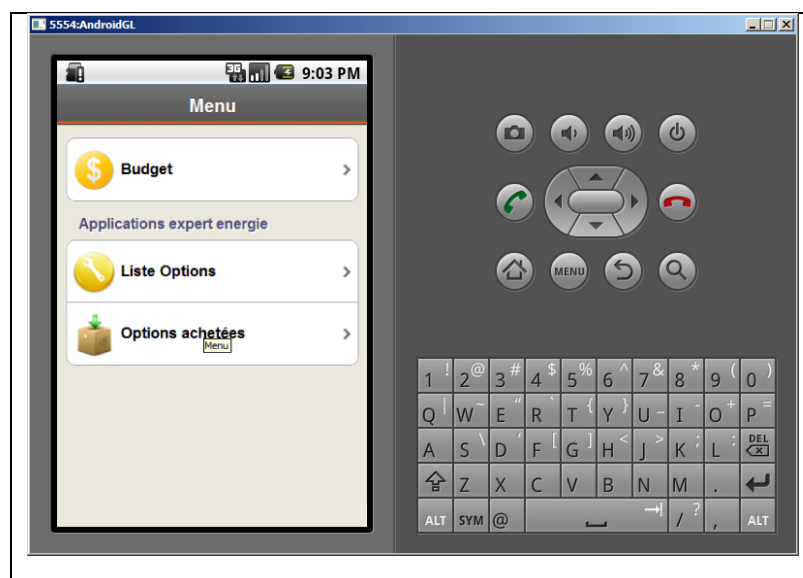 5554:AndroidGL
3G 9:03 PM
Menu
$ Budget
Applications expert energie
Liste Options
Options achetées
Menu
MENU
1 ! 2 @ 3 # 4 $ 5 % 6 ^ 7 & 8 * 9 ( 0 )
Q | W ~ E " R ` T { Y } U - I - O + P =
A S \ D ' F [ G ] H < J > K ; L : DEL
Z X C V B N M .
ALT SYM @ / ? , ALT